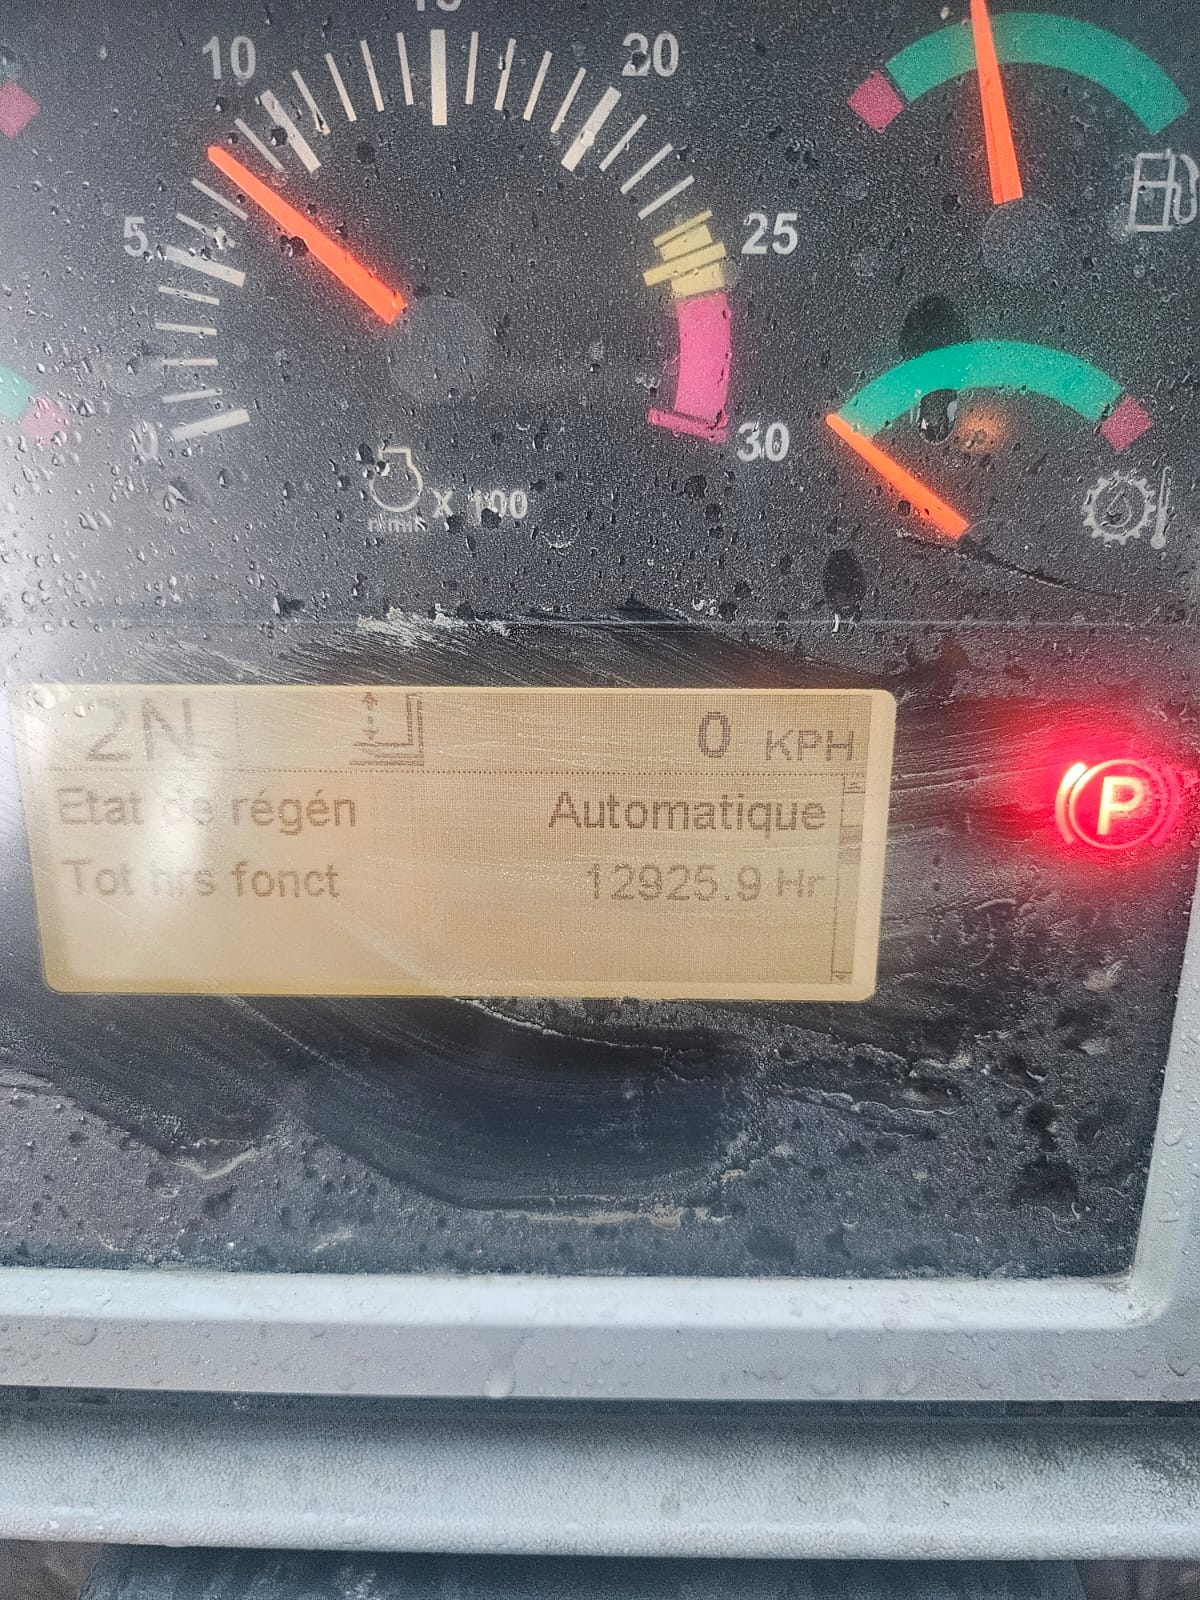 10
20
5
25
0
30
X 100
2N
0 KPH
Etat de régén Automatique
Tot hrs fonct 12925.9 Hr
P